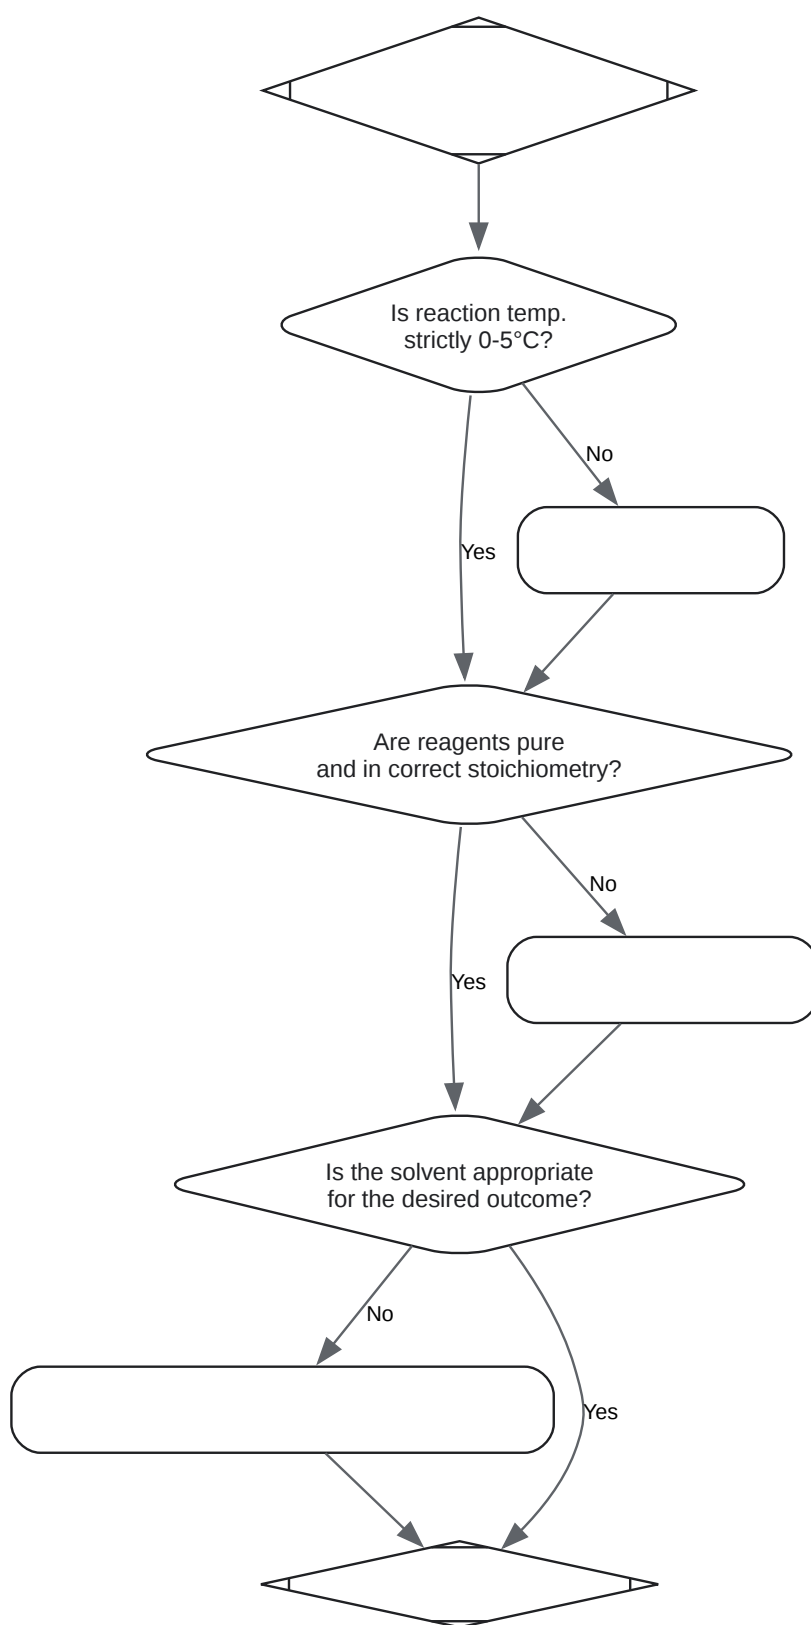 Is reaction temp.
strictly 0-5°C?
No
Yes
Are reagents pure
and in correct stoichiometry?
No
Yes
Is the solvent appropriate
for the desired outcome?
No
Yes